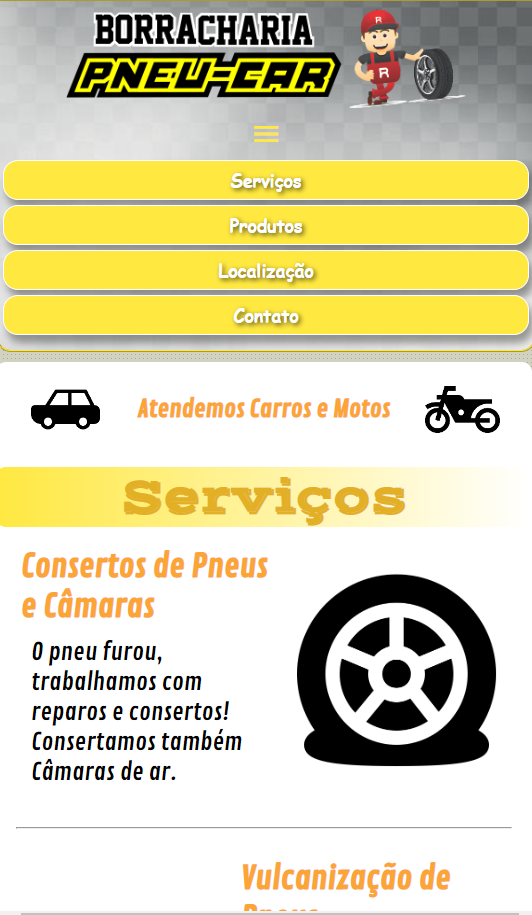 BORRACHARIA
PNEU-CAR
R
R
Serviços
Produtos
Localização
Contato
Atendemos Carros e Motos
Serviços
Consertos de Pneus
e Câmaras
O pneu furou,
trabalhamos com
reparos e consertos!
Consertamos também
Câmaras de ar.
Vulcanização de
Pneus